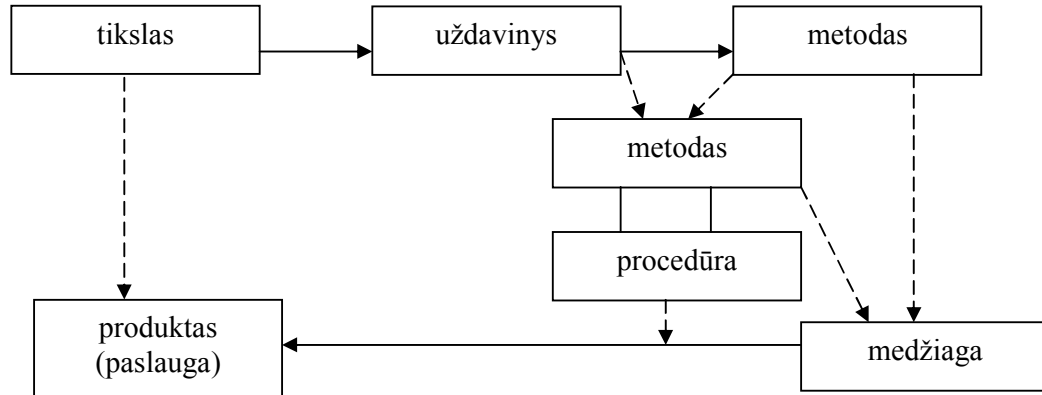 tikslas
uždavinys
metodas
metodas
procedūra
produktas
(paslauga)
medžiaga